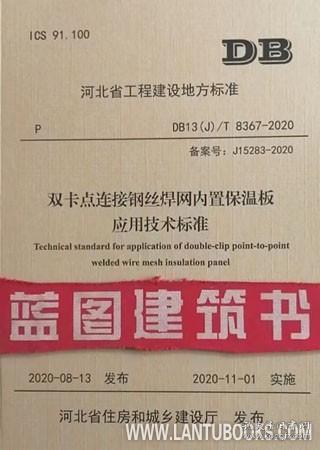 ICS 91.100
DB
河北省工程建设地方标准
P
DB13(J)/T 8367-2020
备案号：J15283-2020
双卡点连接钢丝焊网内置保温板
应用技术标准
Technical standard for application of double-clip point-to-point
welded wire mesh insulation panel
蓝图建筑书
2020-08-13 发布 2020-11-01 实施
河北省住房和城乡建设厅 发布
WWW.LANTUBOOKS.COM